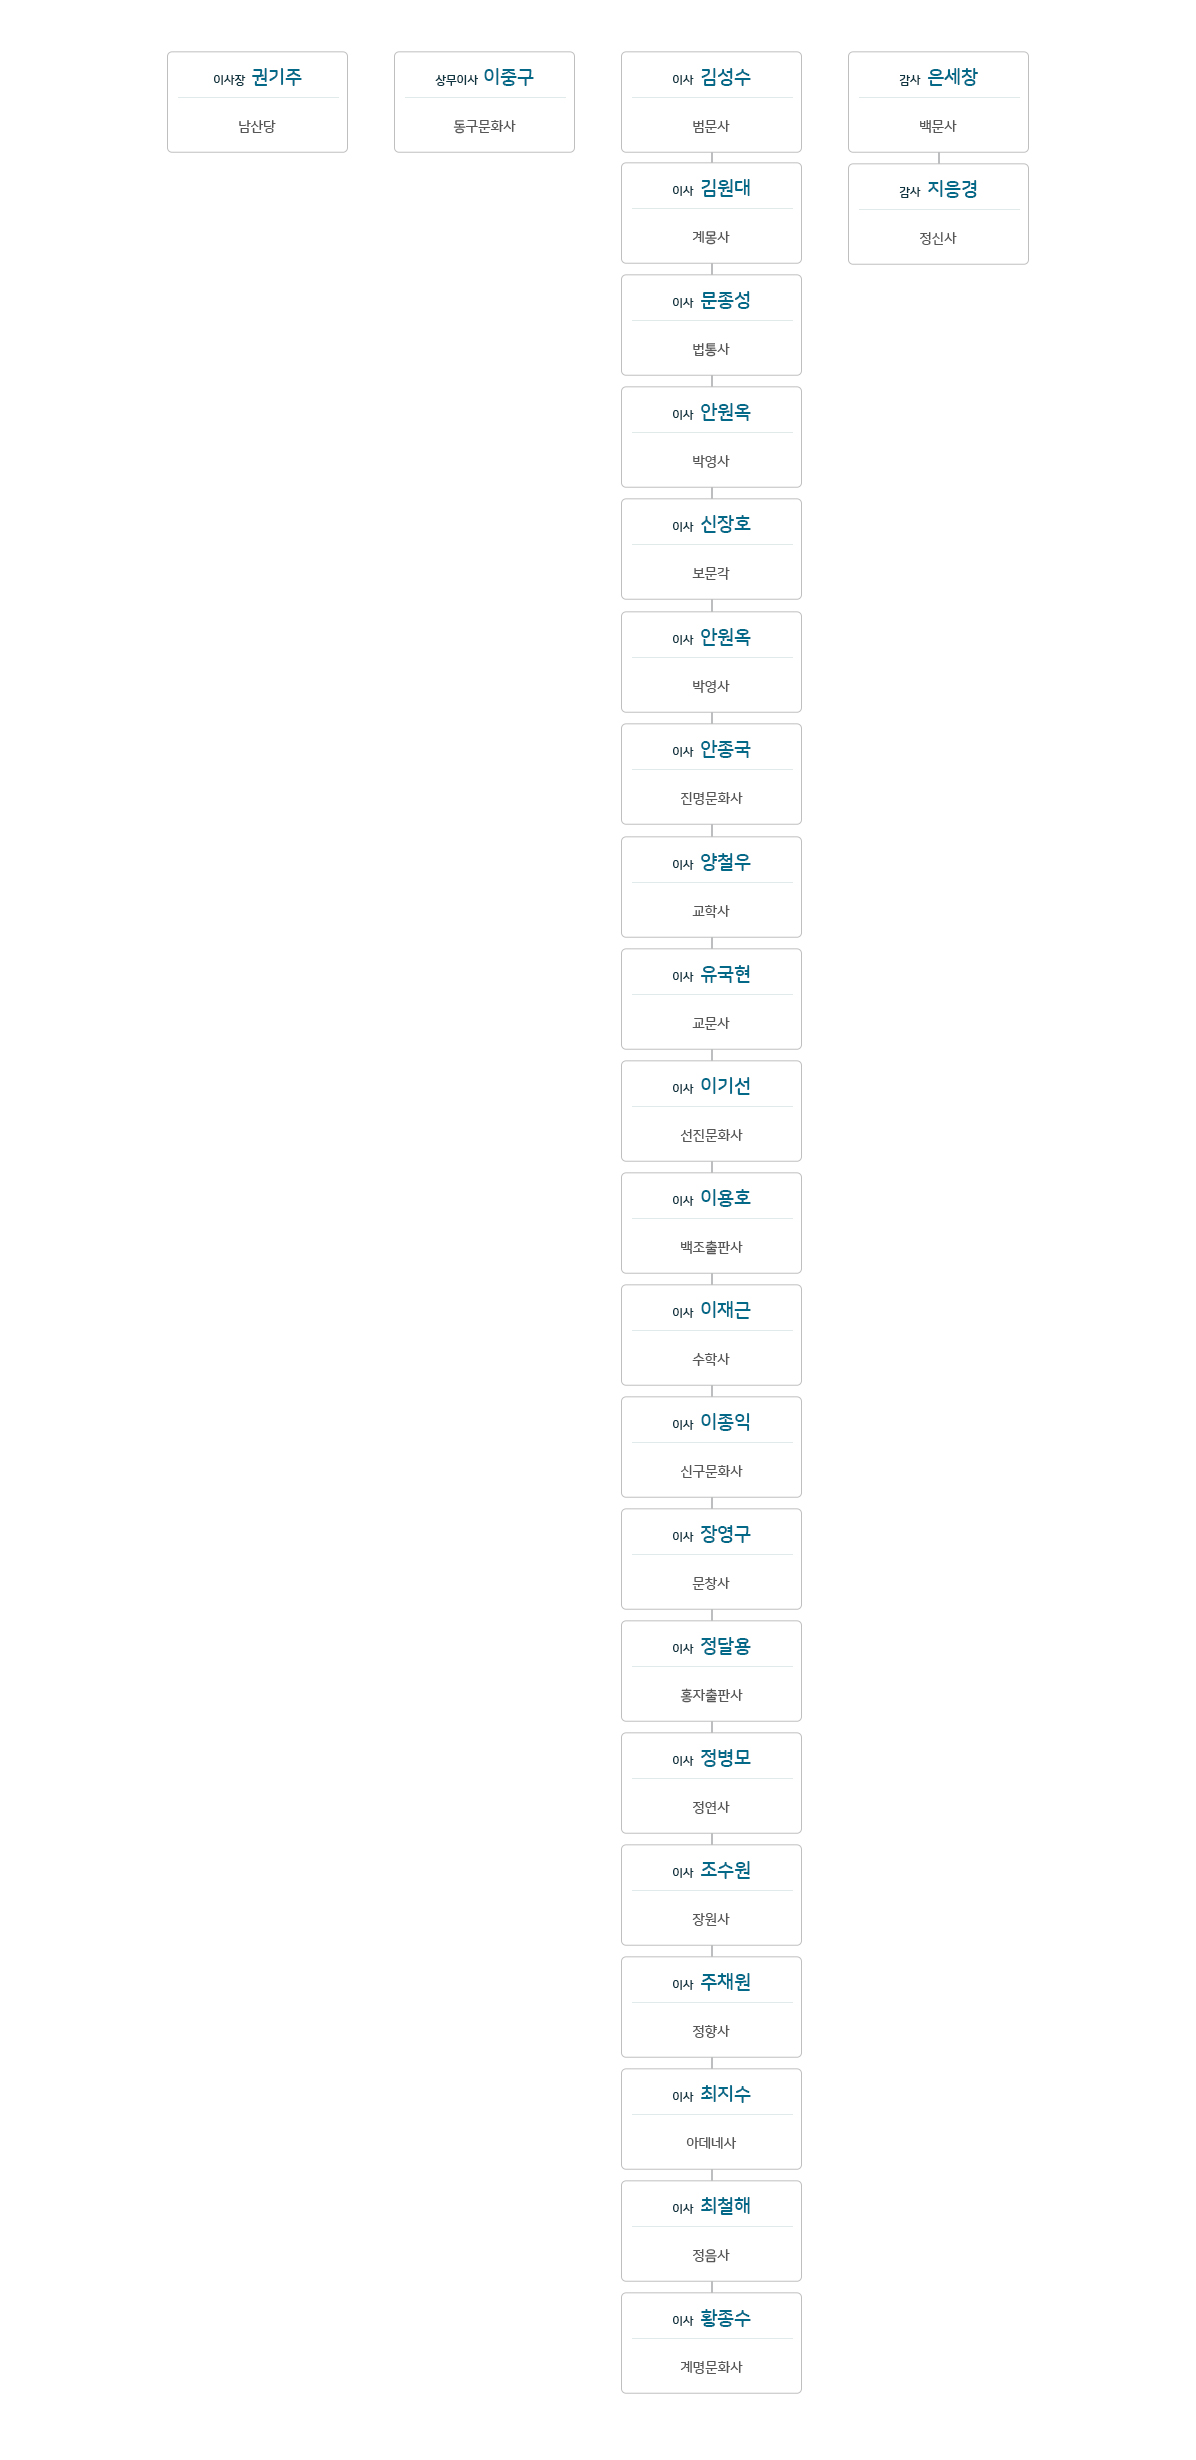 이사장 권기주
남산당
상무이사 이중구
동구문화사
이사 김성수
범문사
이사 김원대
계몽사
이사 문종성
법통사
이사 안원옥
박영사
이사 신장호
보문각
이사 안원옥
박영사
이사 안종국
진명문화사
이사 양철우
교학사
이사 유국현
교문사
이사 이기선
선진문화사
이사 이용호
백조출판사
이사 이재근
수학사
이사 이종익
신구문화사
이사 장영구
문창사
이사 정달용
홍자출판사
이사 정병모
정연사
이사 조수원
장원사
이사 주채원
정향사
이사 최지수
아데네사
이사 최철해
정음사
이사 황종수
계명문화사
감사 은세창
백문사
감사 지응경
정신사